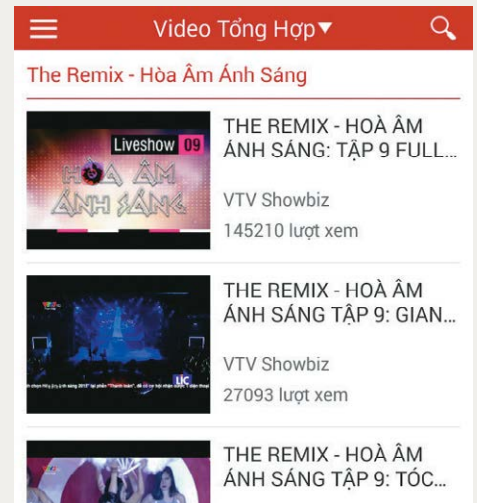 Video Tổng Hợp▼
The Remix - Hòa Âm Ánh Sáng
Liveshow 09
HOÀ ÂM
ÁNH SÁNG
THE REMIX - HOÀ ÂM
ÁNH SÁNG: TẬP 9 FULL...
VTV Showbiz
145210 lượt xem
THE REMIX - HOÀ ÂM
ÁNH SÁNG TẬP 9: GIAN...
VTV Showbiz
27093 lượt xem
THE REMIX - HOÀ ÂM
ÁNH SÁNG TẬP 9: TÓC...